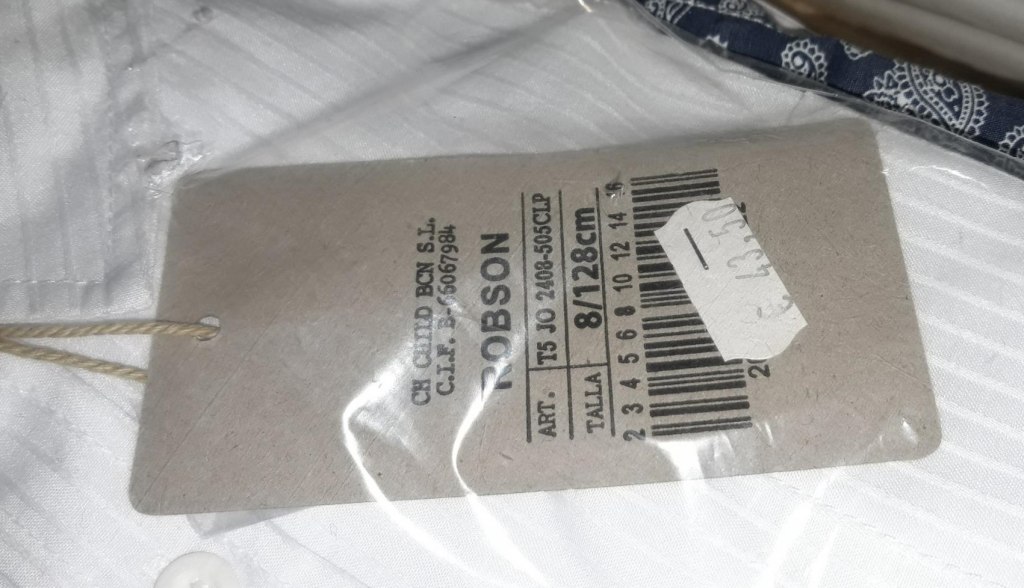 CH CHILD BCN S.L.
C.I.F. B-66067984
ROBSON
ART. T5 JO 2408-505CLP
TALLA 8/128cm
2 3 4 5 6 8 10 12 14 16
2
43,50
€